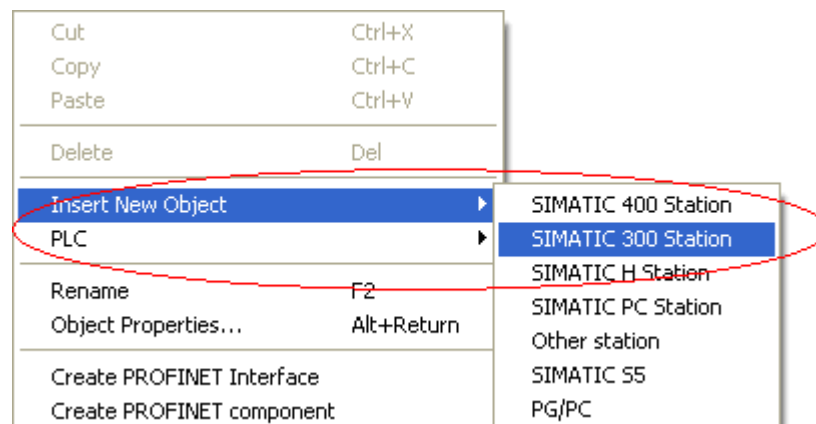 Cut Ctrl+X
Copy Ctrl+C
Paste Ctrl+V
Delete Del
Insert New Object
PLC
Rename F2
Object Properties... Alt+Return
Create PROFINET Interface
Create PROFINET component
SIMATIC 400 Station
SIMATIC 300 Station
SIMATIC H Station
SIMATIC PC Station
Other station
SIMATIC S5
PG/PC